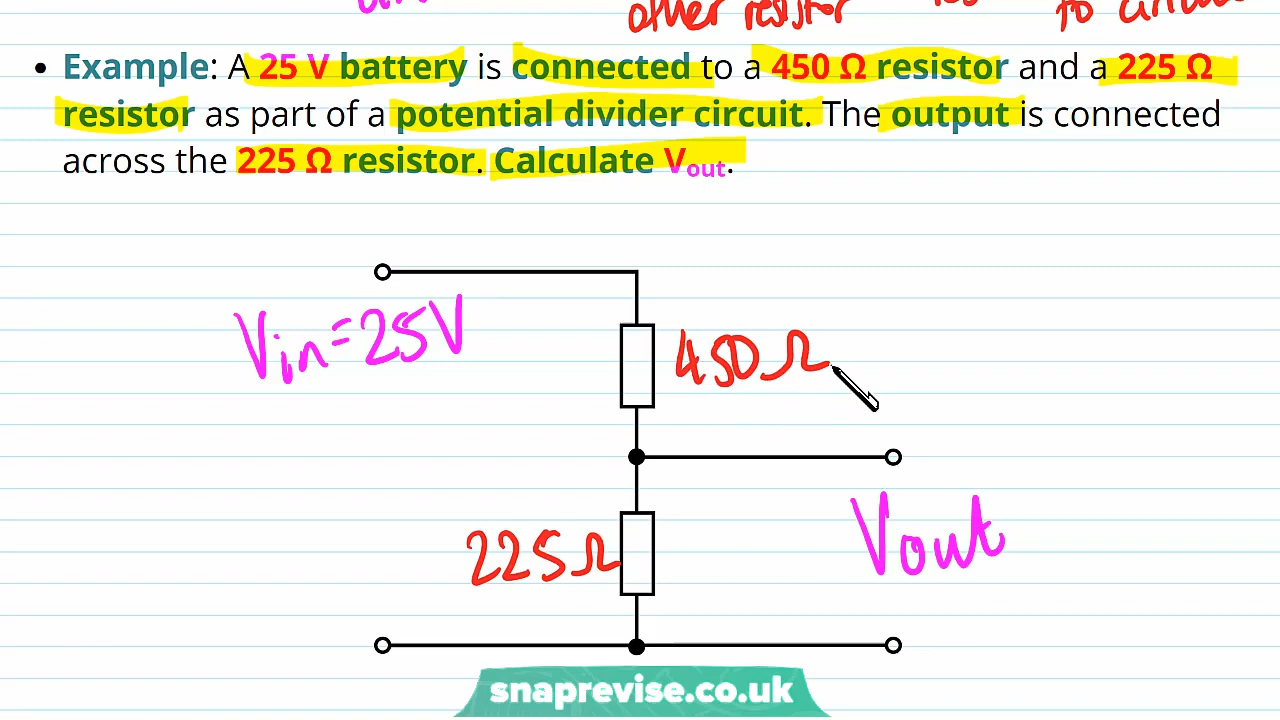 other resistor
• Example: A 25 V battery is connected to a 450 Ω resistor and a 225 Ω
resistor as part of a potential divider circuit. The output is connected
across the 225 Ω resistor. Calculate Vout.
Vin=25V
450Ω
225Ω
Vout
snaprevise.co.uk